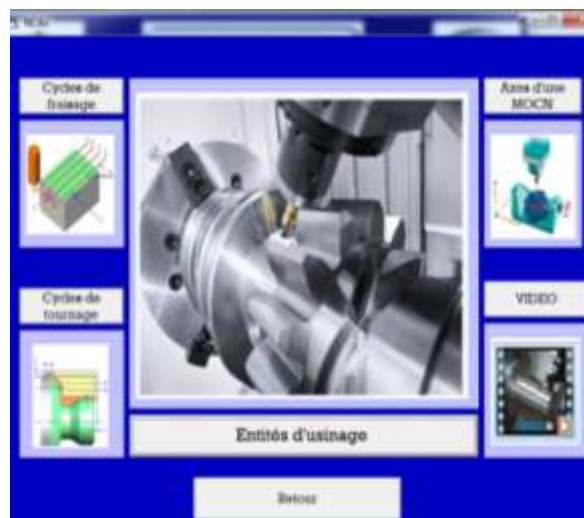 Cycles de
fraisage
Axes d'une
MOCN
Cycles de
tournage
VIDEO
Entités d'usinage
Retour